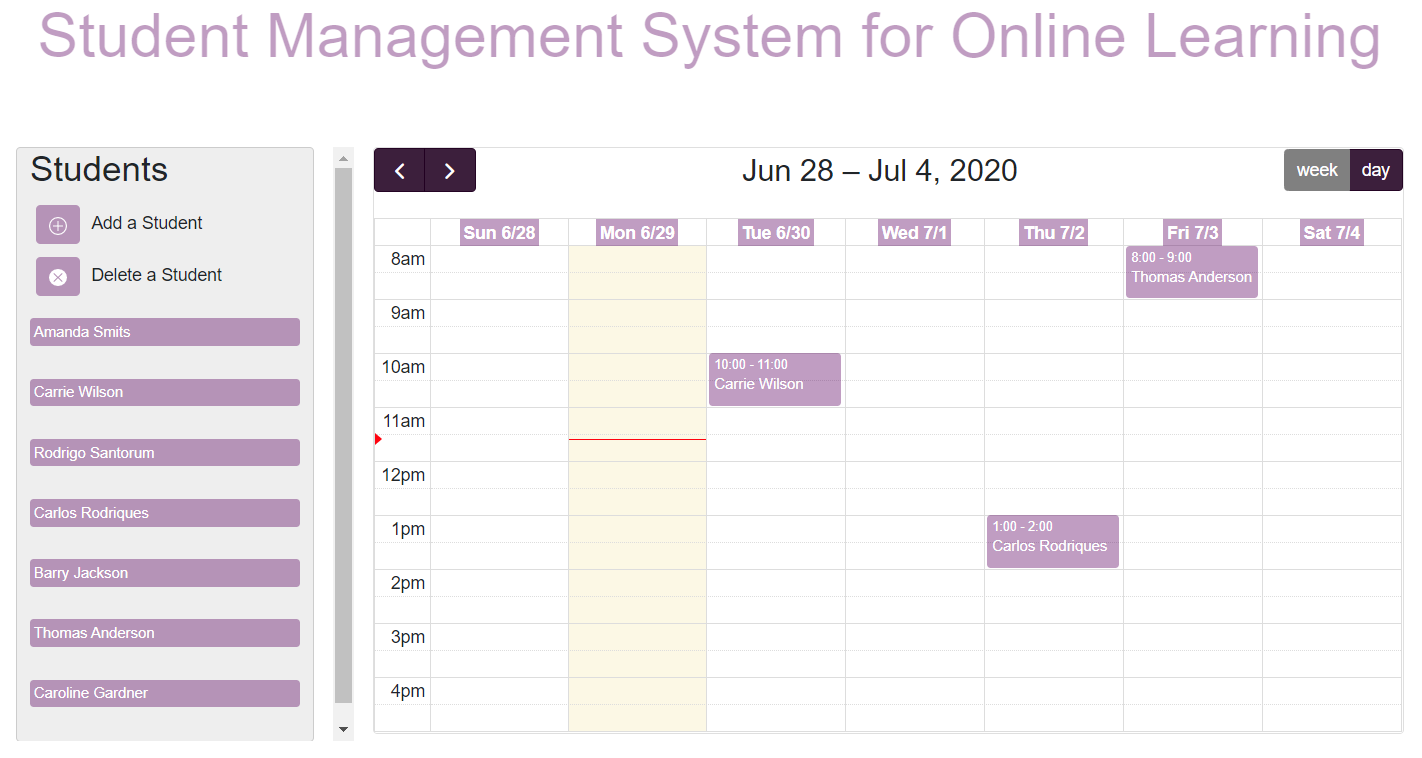 Student Management System for Online Learning
Students
Add a Student
Delete a Student
Amanda Smits
Carrie Wilson
Rodrigo Santorum
Carlos Rodriques
Barry Jackson
Thomas Anderson
Caroline Gardner
Jun 28 – Jul 4, 2020
week day
Sun 6/28 Mon 6/29 Tue 6/30 Wed 7/1 Thu 7/2 Fri 7/3 Sat 7/4
8am
8:00 - 9:00
Thomas Anderson
9am
10am
10:00 - 11:00
Carrie Wilson
11am
12pm
1pm
1:00 - 2:00
Carlos Rodriques
2pm
3pm
4pm